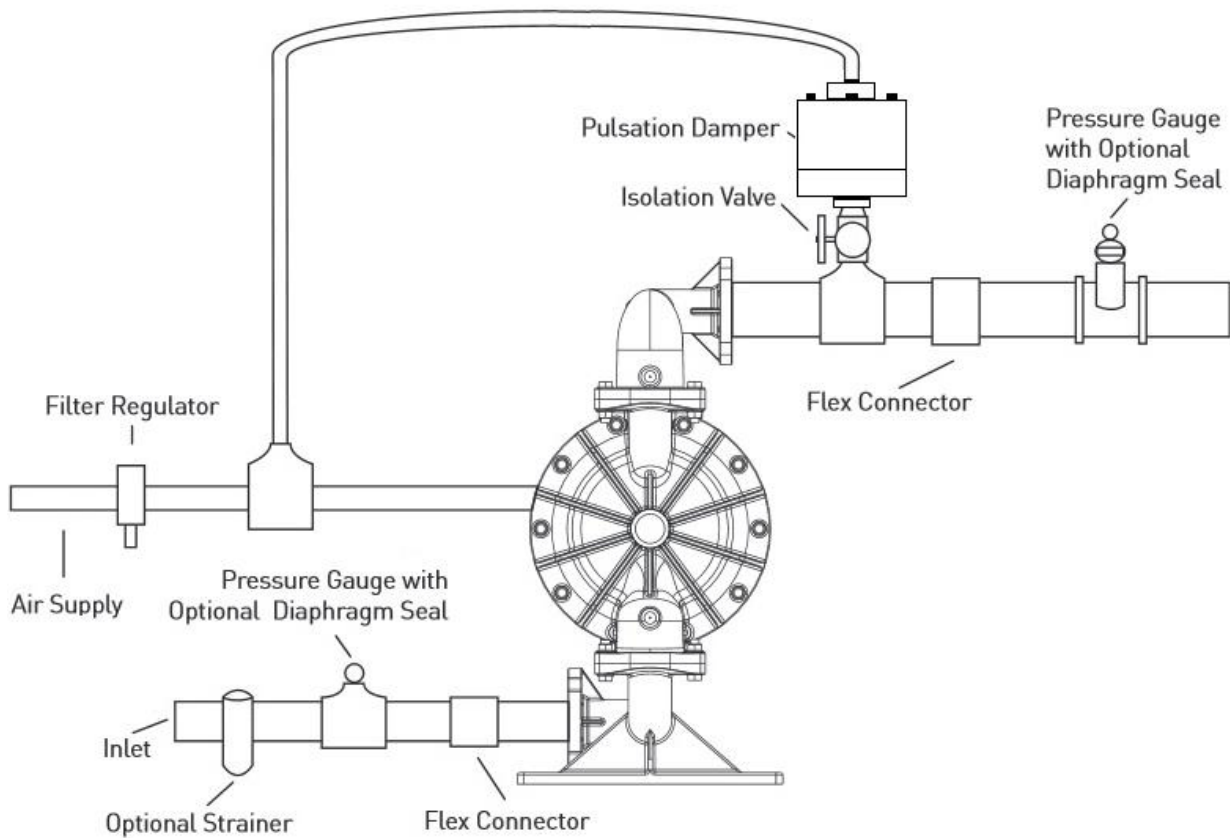 Pulsation Damper
Pressure Gauge
with Optional
Diaphragm Seal
Isolation Valve
Flex Connector
Filter Regulator
Air Supply
Pressure Gauge with
Optional Diaphragm Seal
Inlet
Optional Strainer
Flex Connector